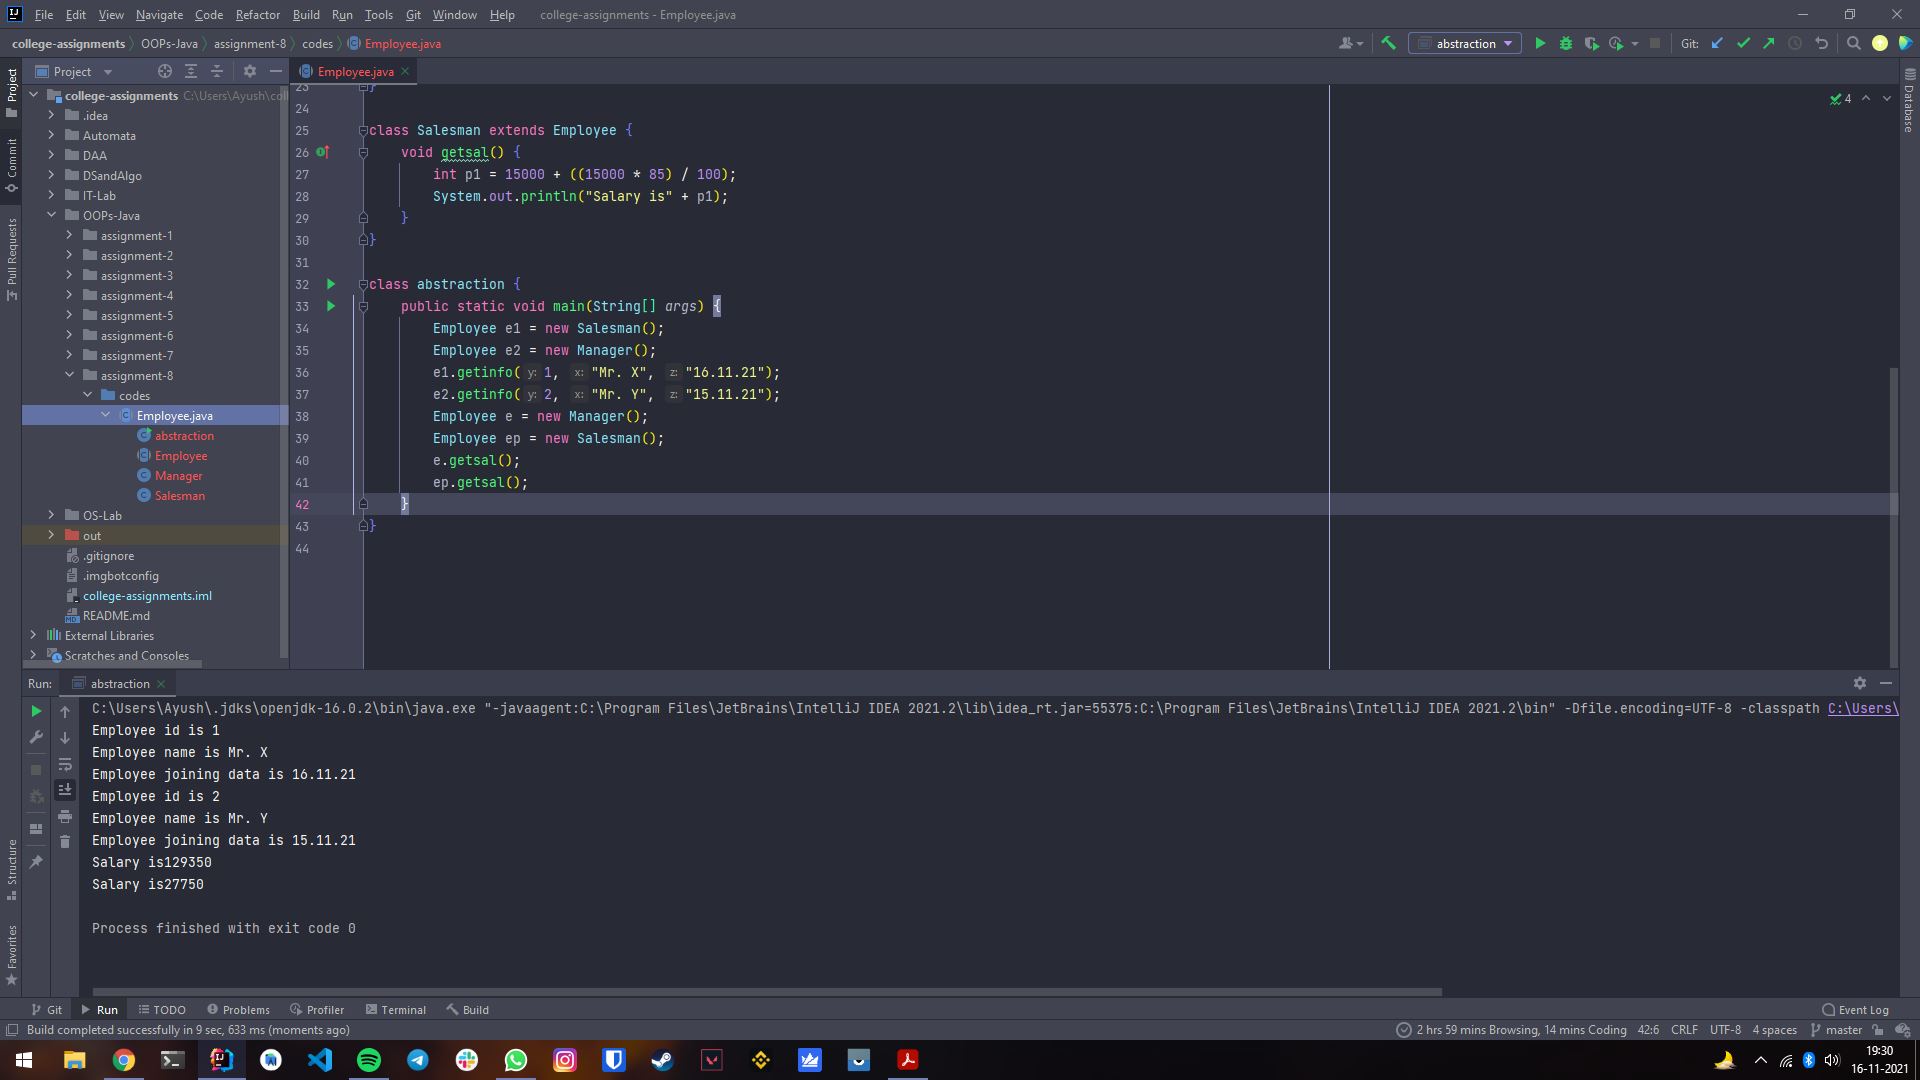 File Edit View Navigate Code Refactor Build Run Tools Git Window Help college-assignments - Employee.java
college-assignments OOPs-Java assignment-8 codes Employee.java
abstraction Git:
Project
Employee.java
Project
Commit
Pull Requests
college-assignments C:\Users\Ayush\coll
.idea
Automata
DAA
DSandAlgo
IT-Lab
OOPs-Java
assignment-1
assignment-2
assignment-3
assignment-4
assignment-5
assignment-6
assignment-7
assignment-8
codes
Employee.java
abstraction
Employee
Manager
Salesman
OS-Lab
out
.gitignore
.imgbotconfig
college-assignments.iml
README.md
External Libraries
Scratches and Consoles
4
Database
23 }
24
25 class Salesman extends Employee {
26 void getsal() {
27 int p1 = 15000 + ((15000 * 85) / 100);
28 System.out.println("Salary is" + p1);
29 }
30 }
31
32 class abstraction {
33 public static void main(String[] args) {
34 Employee e1 = new Salesman();
35 Employee e2 = new Manager();
36 e1.getinfo( y: 1, x: "Mr. X", z: "16.11.21");
37 e2.getinfo( y: 2, x: "Mr. Y", z: "15.11.21");
38 Employee e = new Manager();
39 Employee ep = new Salesman();
40 e.getsal();
41 ep.getsal();
42 }
43 }
44
Run: abstraction
C:\Users\Ayush\.jdks\openjdk-16.0.2\bin\java.exe "-javaagent:C:\Program Files\JetBrains\IntelliJ IDEA 2021.2\lib\idea_rt.jar=55375:C:\Program Files\JetBrains\IntelliJ IDEA 2021.2\bin" -Dfile.encoding=UTF-8 -classpath C:\Users\
Employee id is 1
Employee name is Mr. X
Employee joining data is 16.11.21
Employee id is 2
Employee name is Mr. Y
Employee joining data is 15.11.21
Salary is129350
Salary is27750
Process finished with exit code 0
Structure
Favorites
Git Run TODO Problems Profiler Terminal Build Event Log
Build completed successfully in 9 sec, 633 ms (moments ago) 2 hrs 59 mins Browsing, 14 mins Coding 42:6 CRLF UTF-8 4 spaces master
19:30
16-11-2021